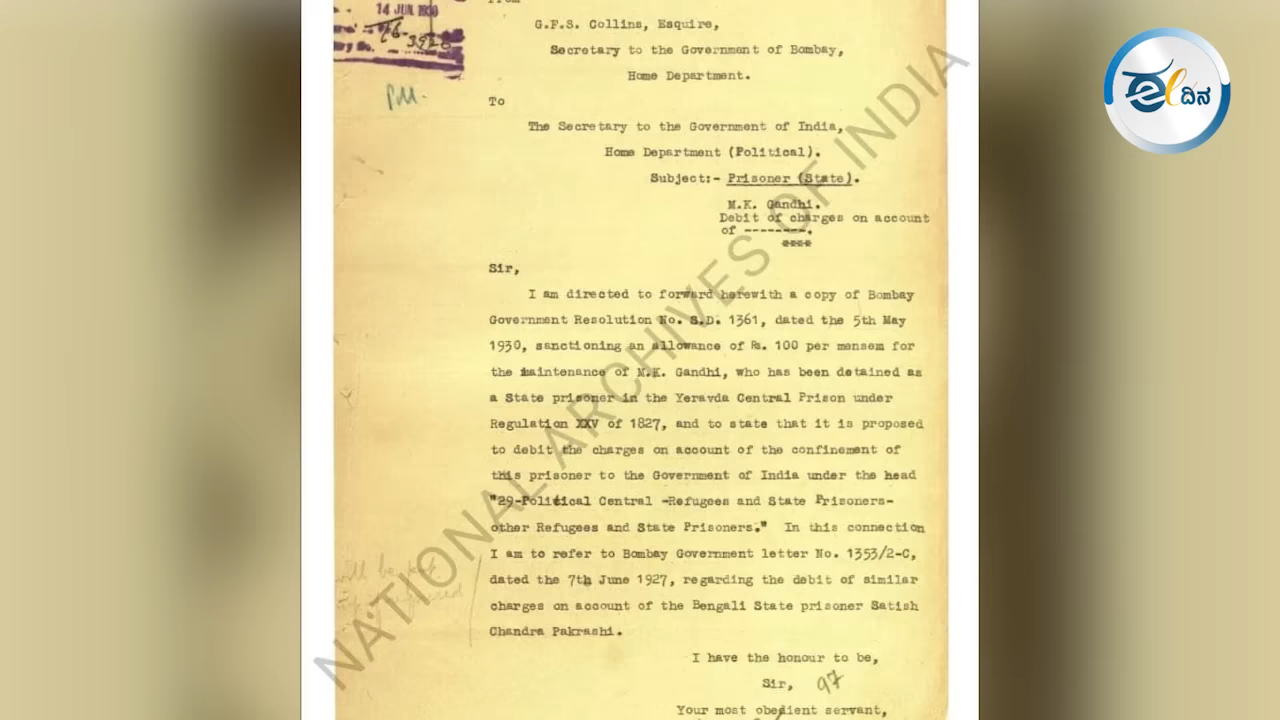 14 JUN 1930
G.F.S. Collins, Esquire,
Secretary to the Government of Bombay,
Home Department.
To
The Secretary to the Government of India,
Home Department (Political).
Subject:- Prisoner (State).
M.K. Gandhi.
Debit of charges on account
of --------.
****
Sir,
I am directed to forward herewith a copy of Bombay
Government Resolution No. S.D. 1361, dated the 5th May
1930, sanctioning an allowance of Rs. 100 per mensem for
the maintenance of M.K. Gandhi, who has been detained as
a State prisoner in the Yeravda Central Prison under
Regulation XXV of 1827, and to state that it is proposed
to debit the charges on account of the confinement of
this prisoner to the Government of India under the head
"29-Political Central -Refugees and State Prisoners-
other Refugees and State Prisoners." In this connection
I am to refer to Bombay Government letter No. 1353/2-C,
dated the 7th June 1927, regarding the debit of similar
charges on account of the Bengali State prisoner Satish
Chandra Pakrashi.
I have the honour to be,
Sir,
97
Your most obedient servant,
NATIONAL ARCHIVES OF INDIA
ದಿನ